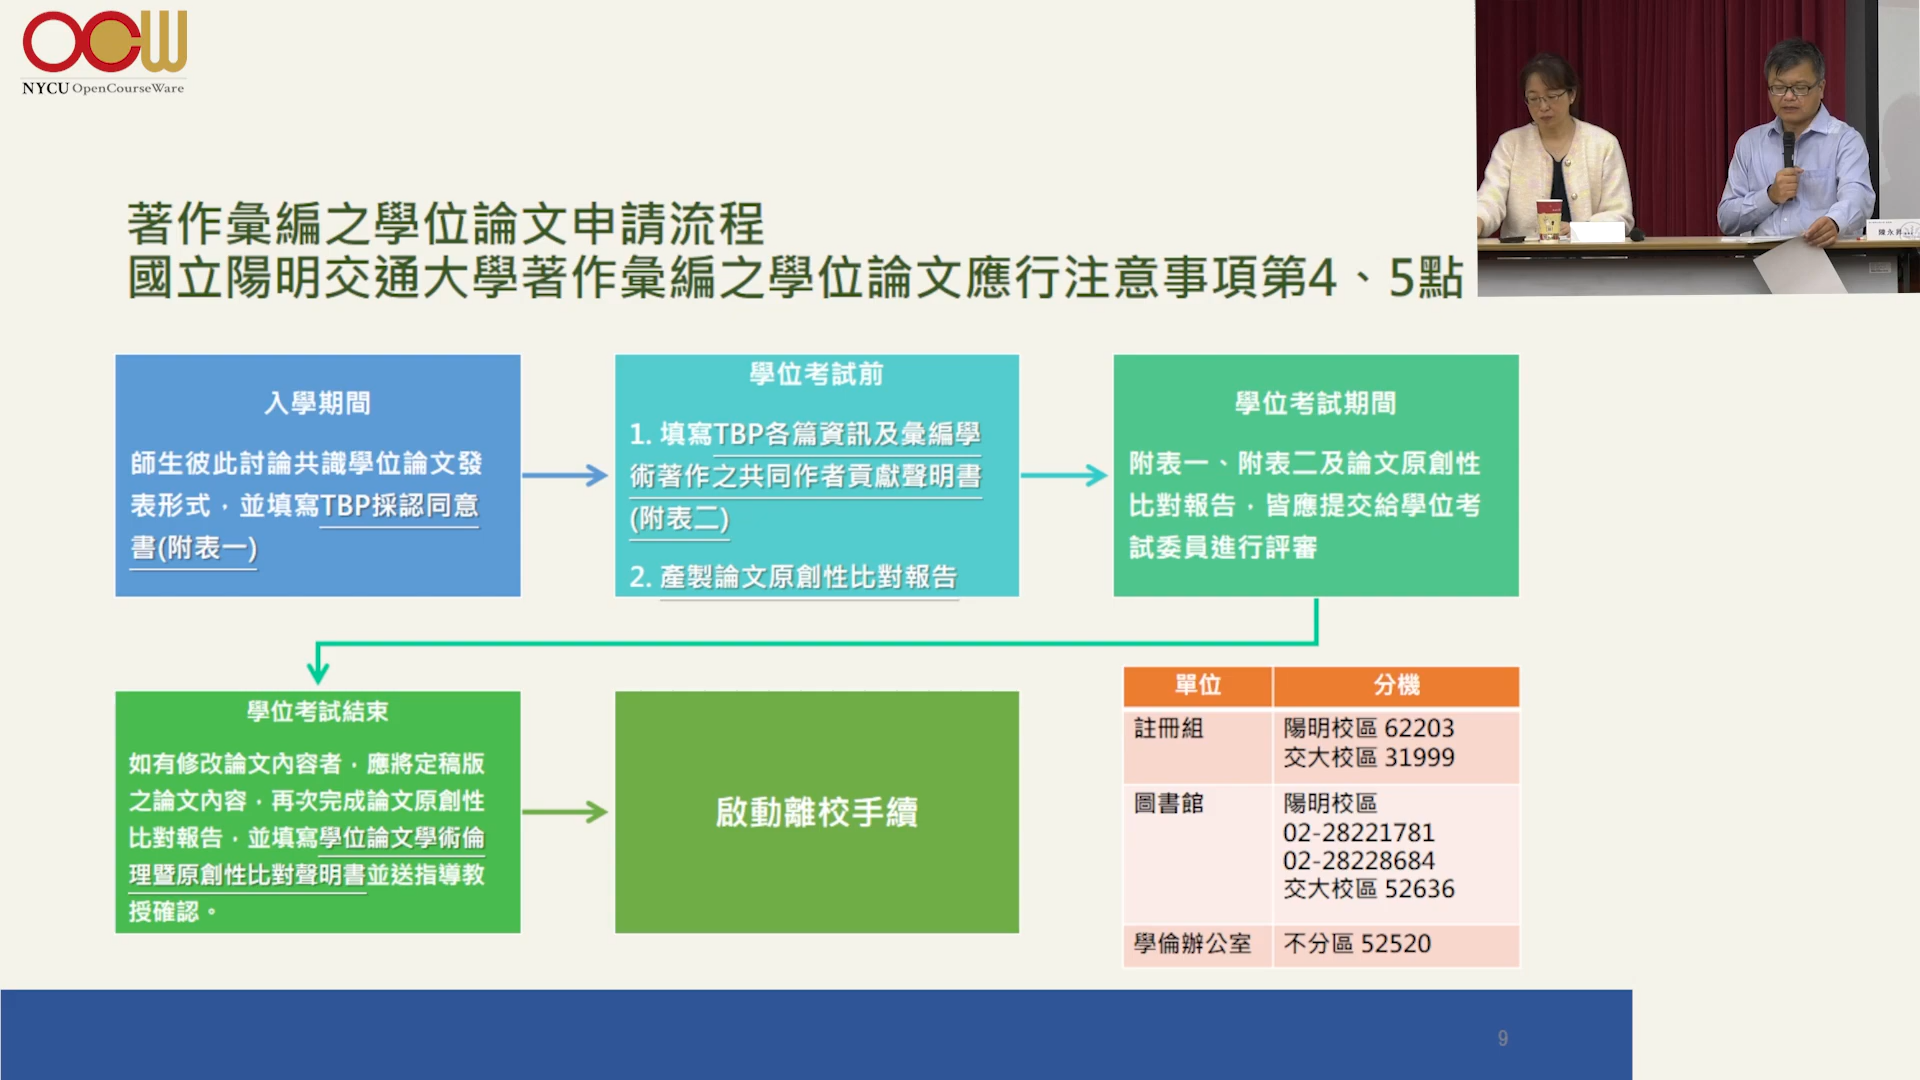 OCW
NYCU OpenCourseWare
著作彙編之學位論文申請流程
國立陽明交通大學著作彙編之學位論文應行注意事項第4、5點
入學期間
師生彼此討論共識學位論文發
表形式，並填寫TBP採認同意
書(附表一)
學位考試前
1. 填寫TBP各篇資訊及彙編學
術著作之共同作者貢獻聲明書
(附表二)
2. 產製論文原創性比對報告
學位考試期間
附表一、附表二及論文原創性
比對報告，皆應提交給學位考
試委員進行評審
學位考試結束
如有修改論文內容者，應將定稿版
之論文內容，再次完成論文原創性
比對報告，並填寫學位論文學術倫
理暨原創性比對聲明書並送指導教
授確認。
啟動離校手續
單位 分機
註冊組 陽明校區 62203
交大校區 31999
圖書館 陽明校區
02-28221781
02-28228684
交大校區 52636
學倫辦公室 不分區 52520
9